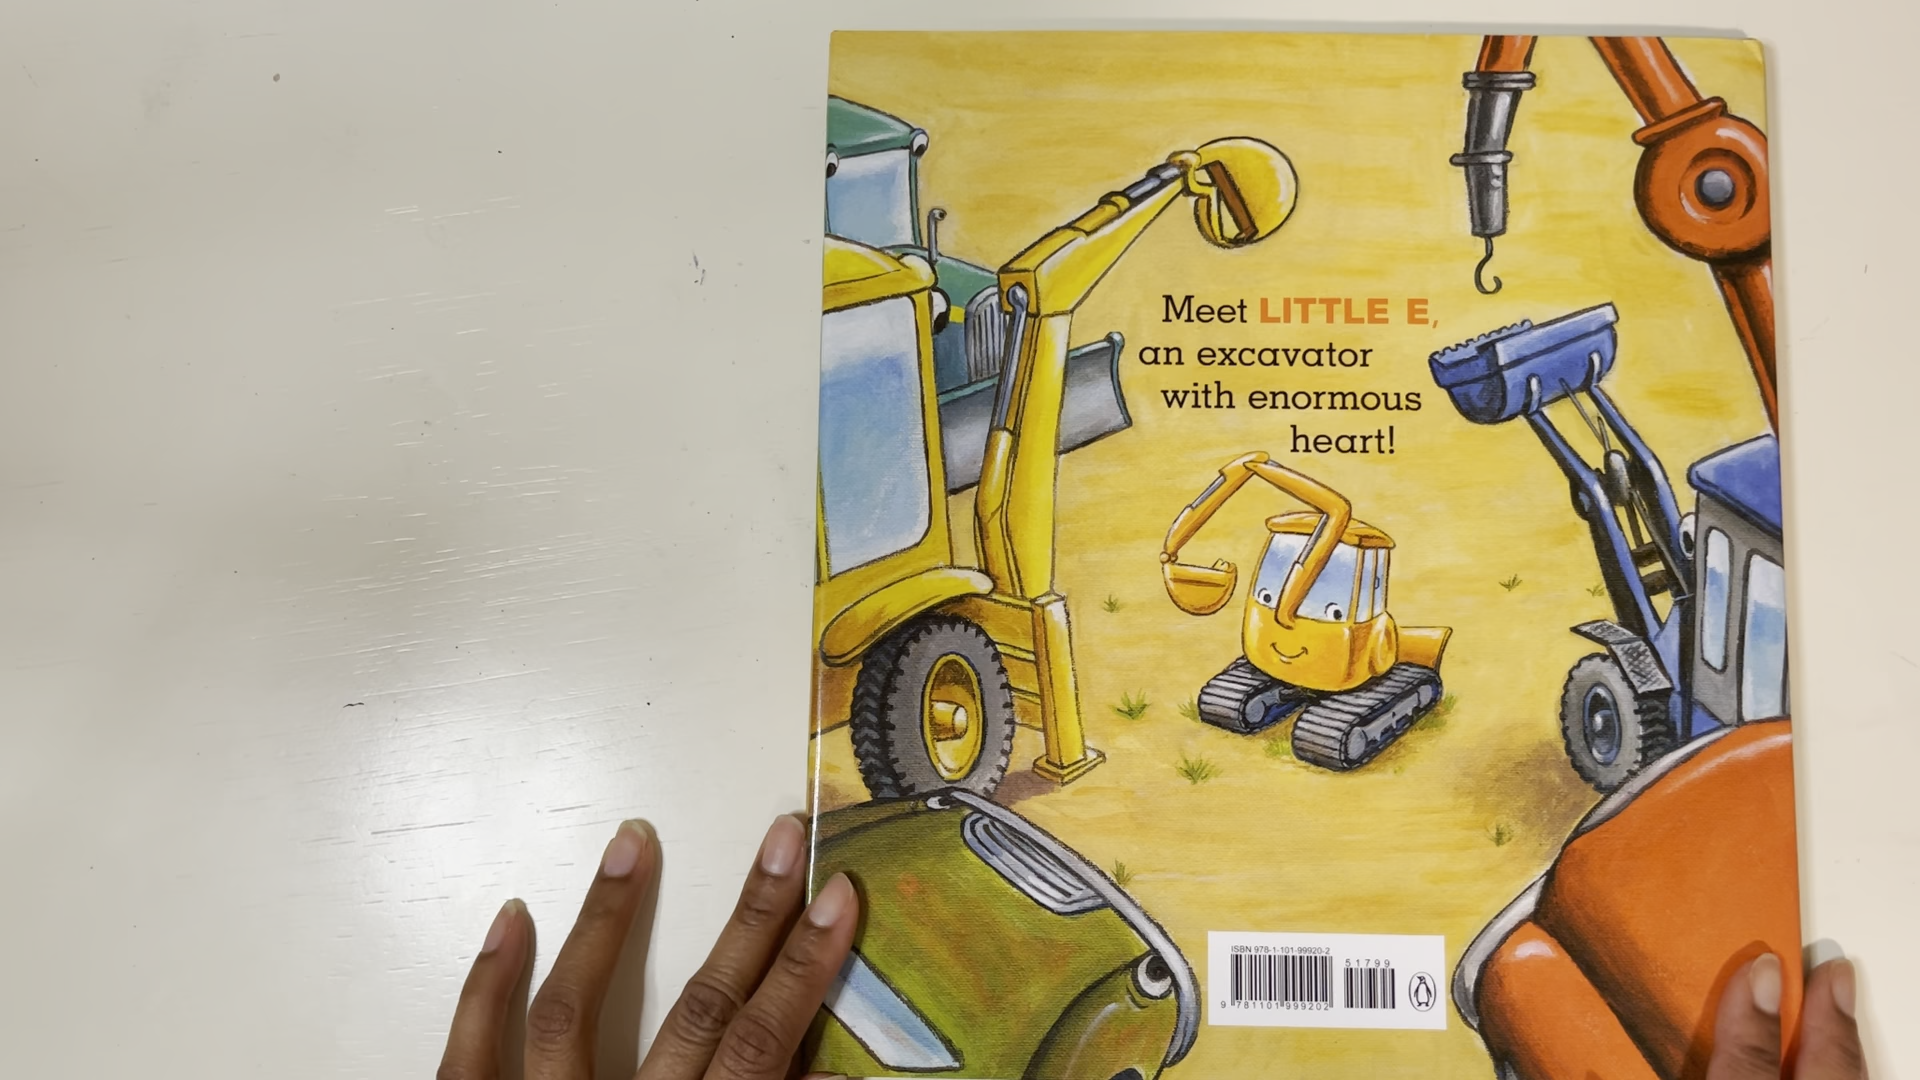 Meet LITTLE E,
an excavator
with enormous
heart!
ISBN 978-1-101-99920-2
51799
9 781101 999202